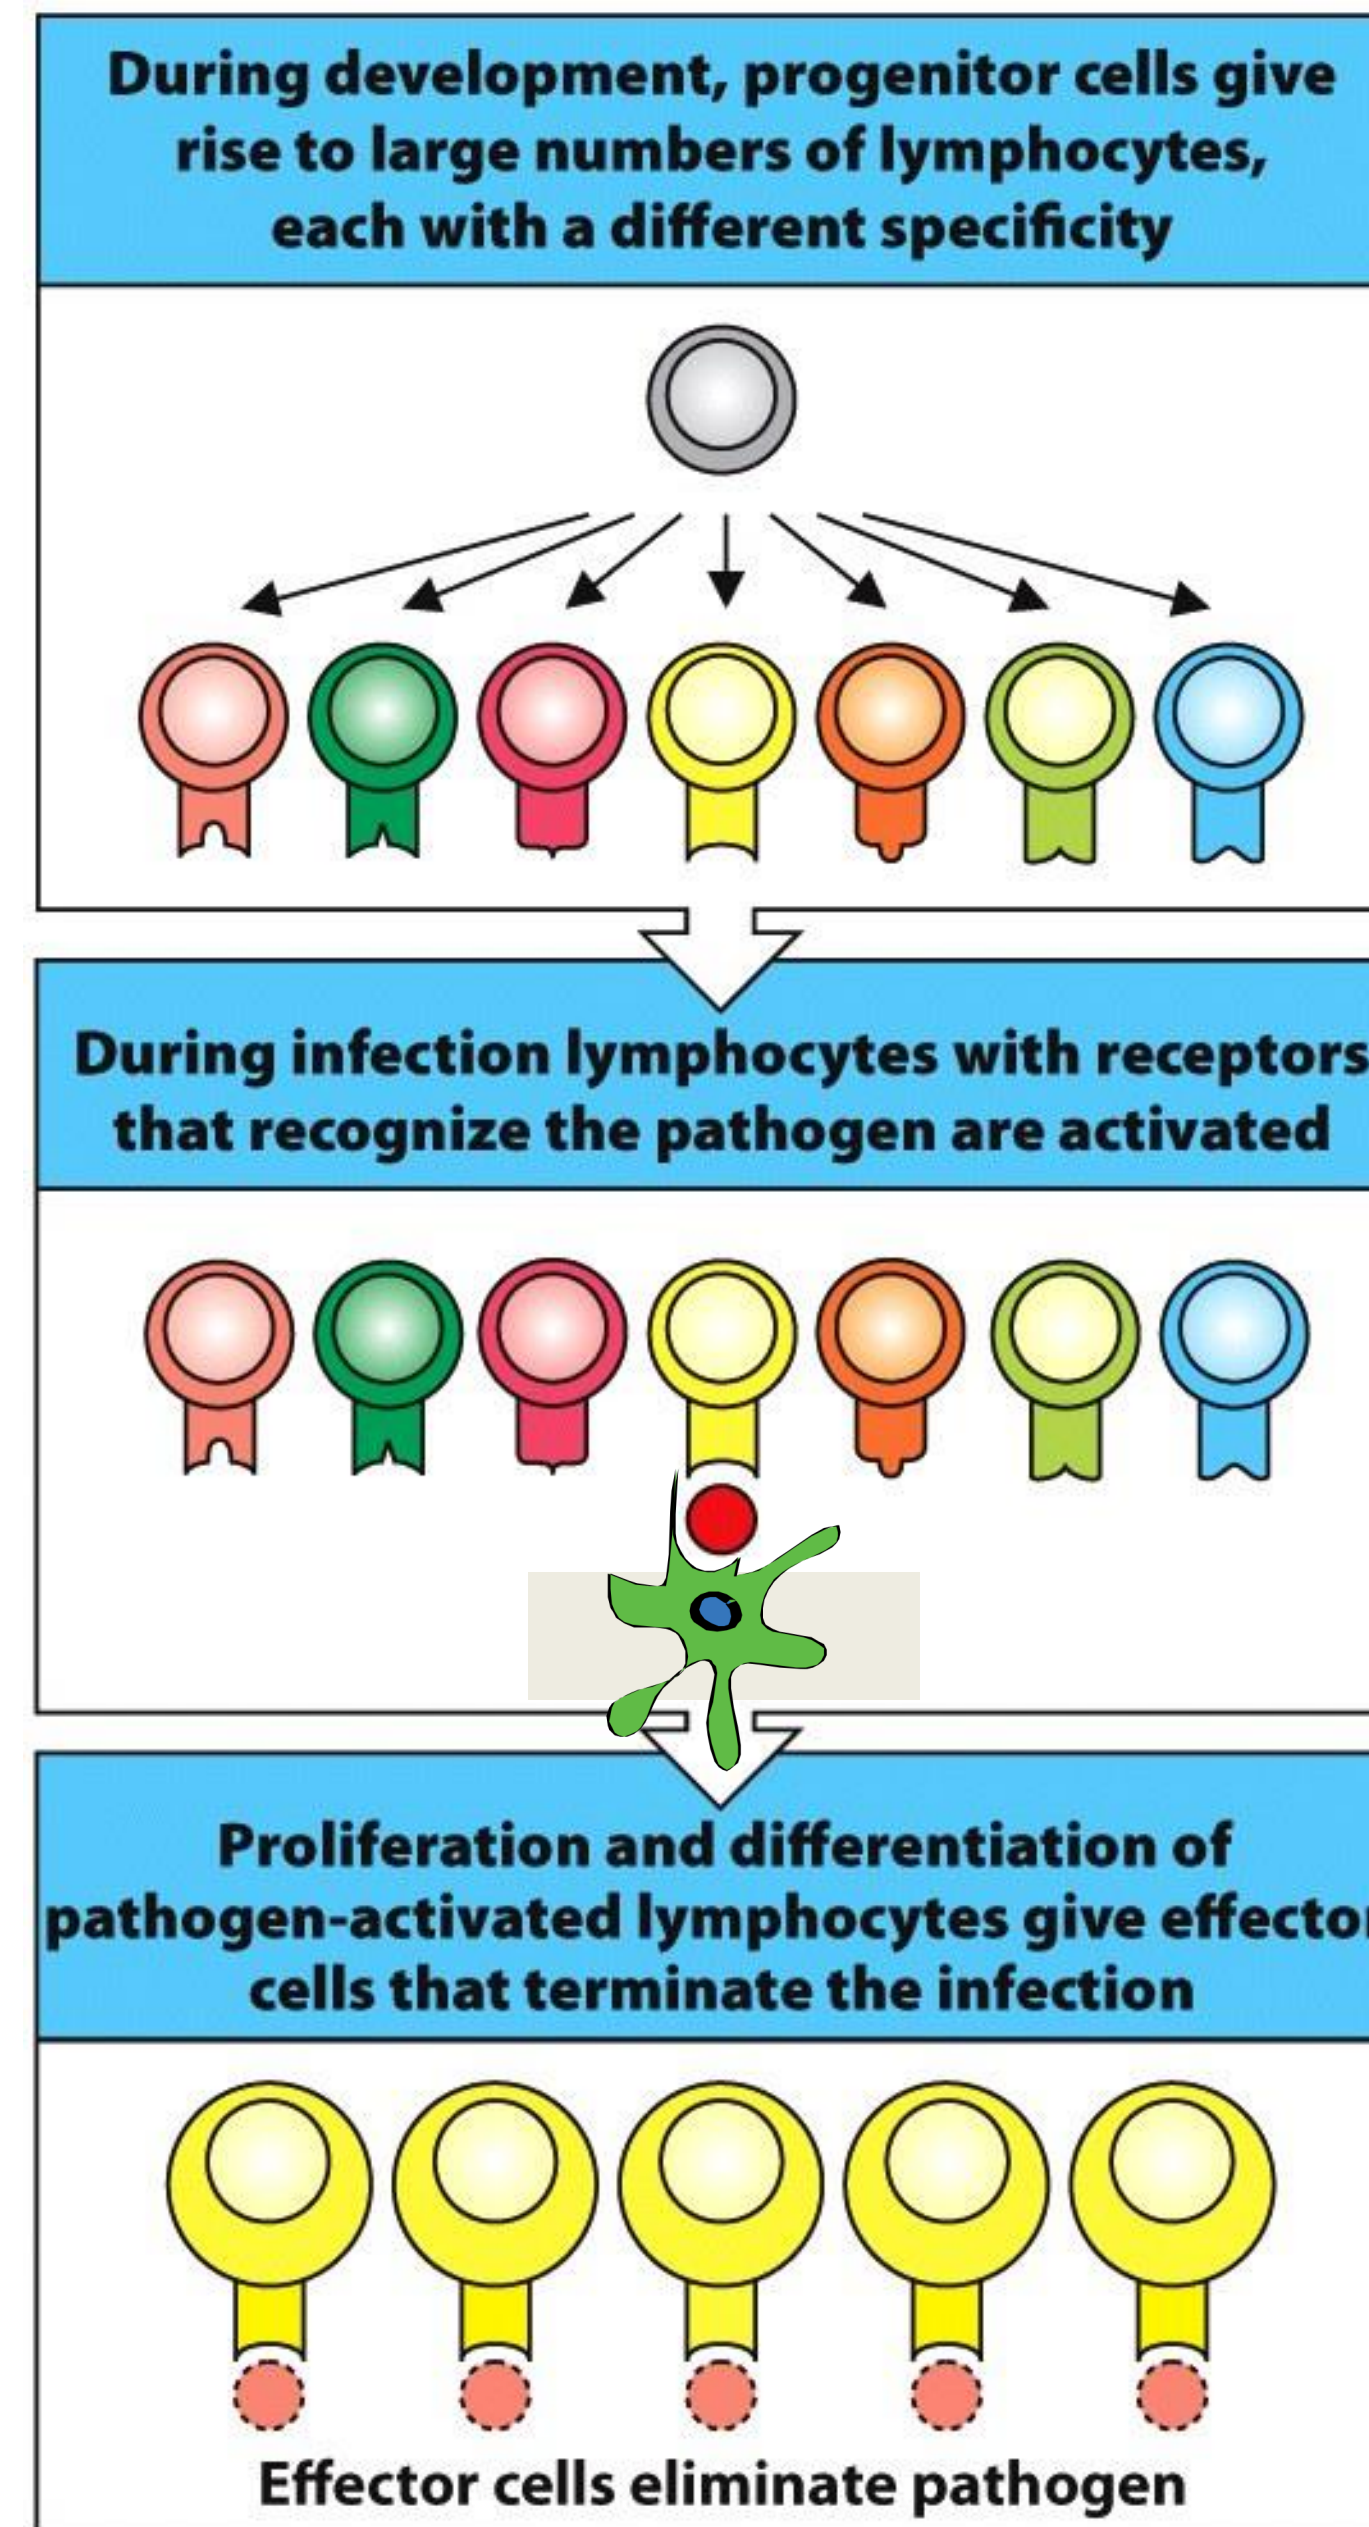 During development, progenitor cells give
rise to large numbers of lymphocytes,
each with a different specificity
During infection lymphocytes with receptors
that recognize the pathogen are activated
Proliferation and differentiation of
pathogen-activated lymphocytes give effecto
cells that terminate the infection
Effector cells eliminate pathogen